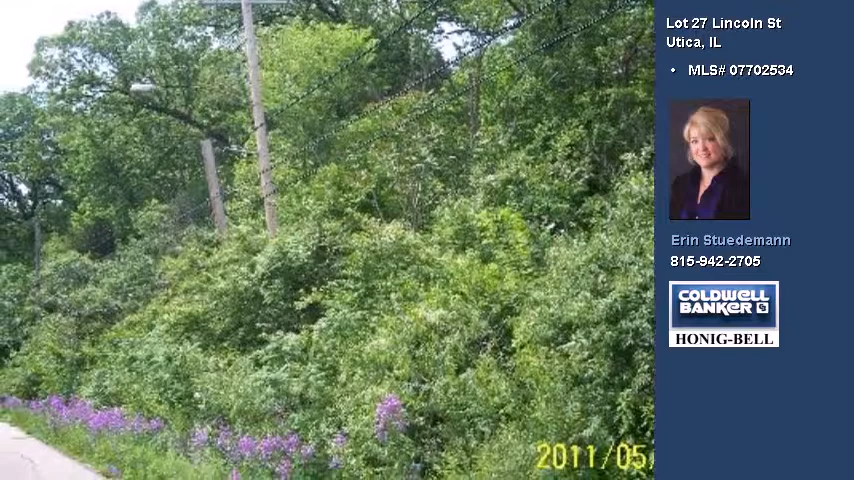 Lot 27 Lincoln St
Utica, IL
• MLS# 07702534
Erin Stuedemann
815-942-2705
COLDWELL
BANKER
HONIG-BELL
2011/05/